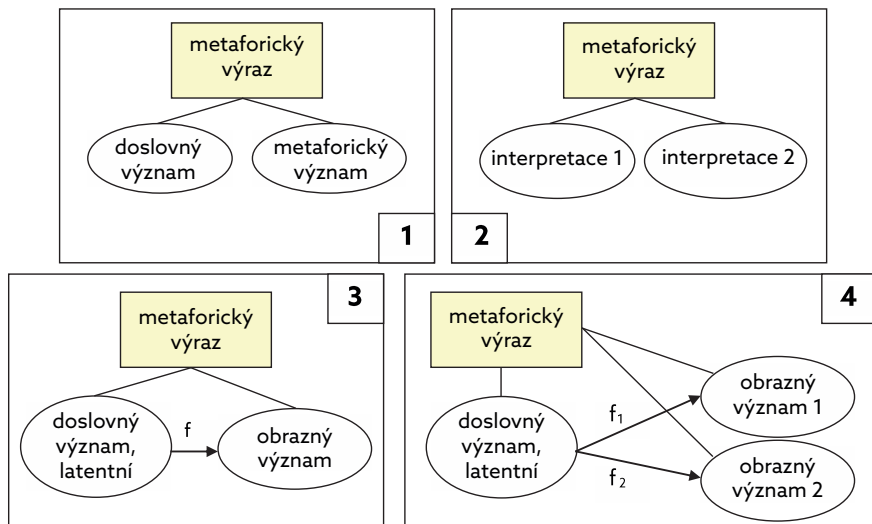 metaforický
výraz
doslovný
význam
metaforický
význam
1
metaforický
výraz
interpretace 1
interpretace 2
2
3
metaforický
výraz
doslovný
význam,
latentní
f
obrazný
význam
4
metaforický
výraz
doslovný
význam,
latentní
f₁
f₂
obrazný
význam 1
obrazný
význam 2